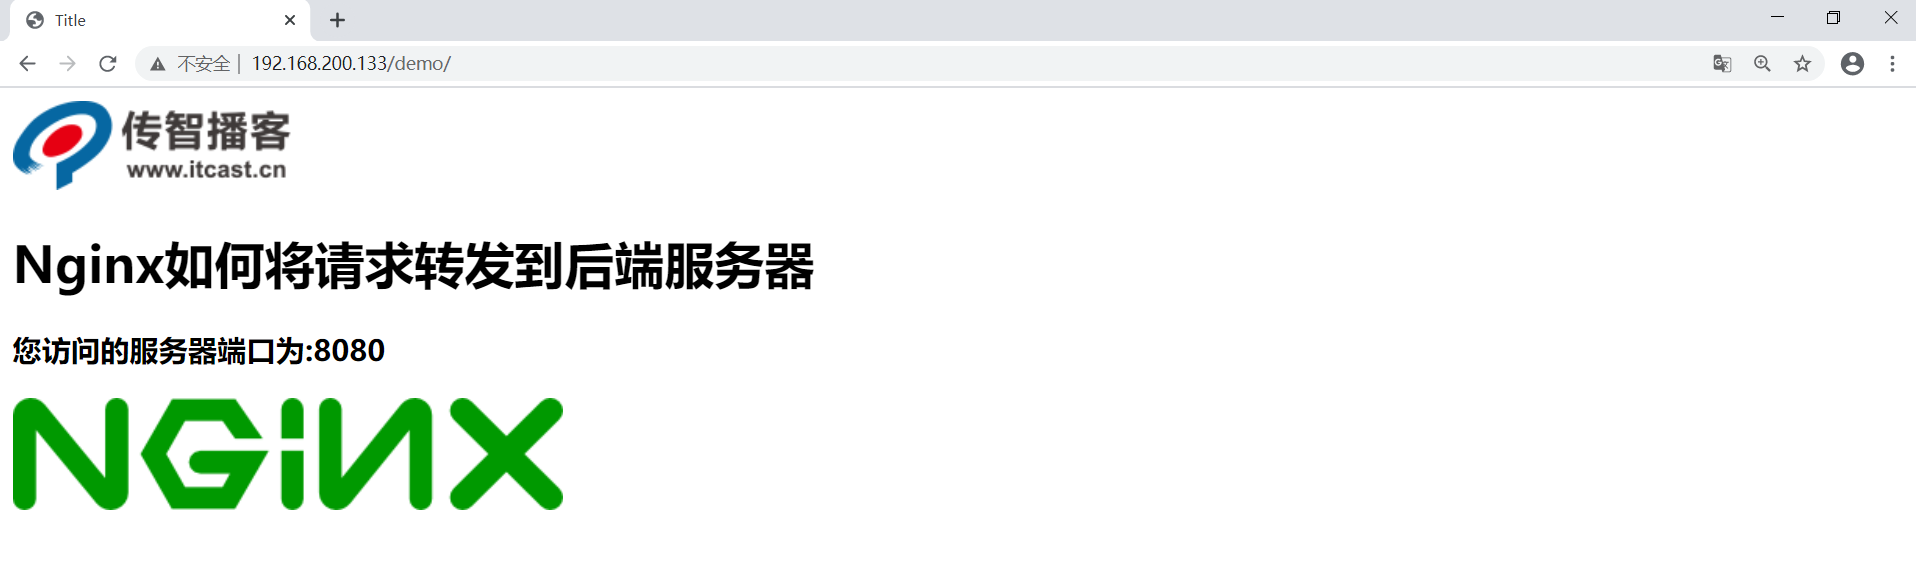 Title
不安全 | 192.168.200.133/demo/
传智播客
www.itcast.cn
Nginx如何将请求转发到后端服务器
您访问的服务器端口为:8080
NGiNX